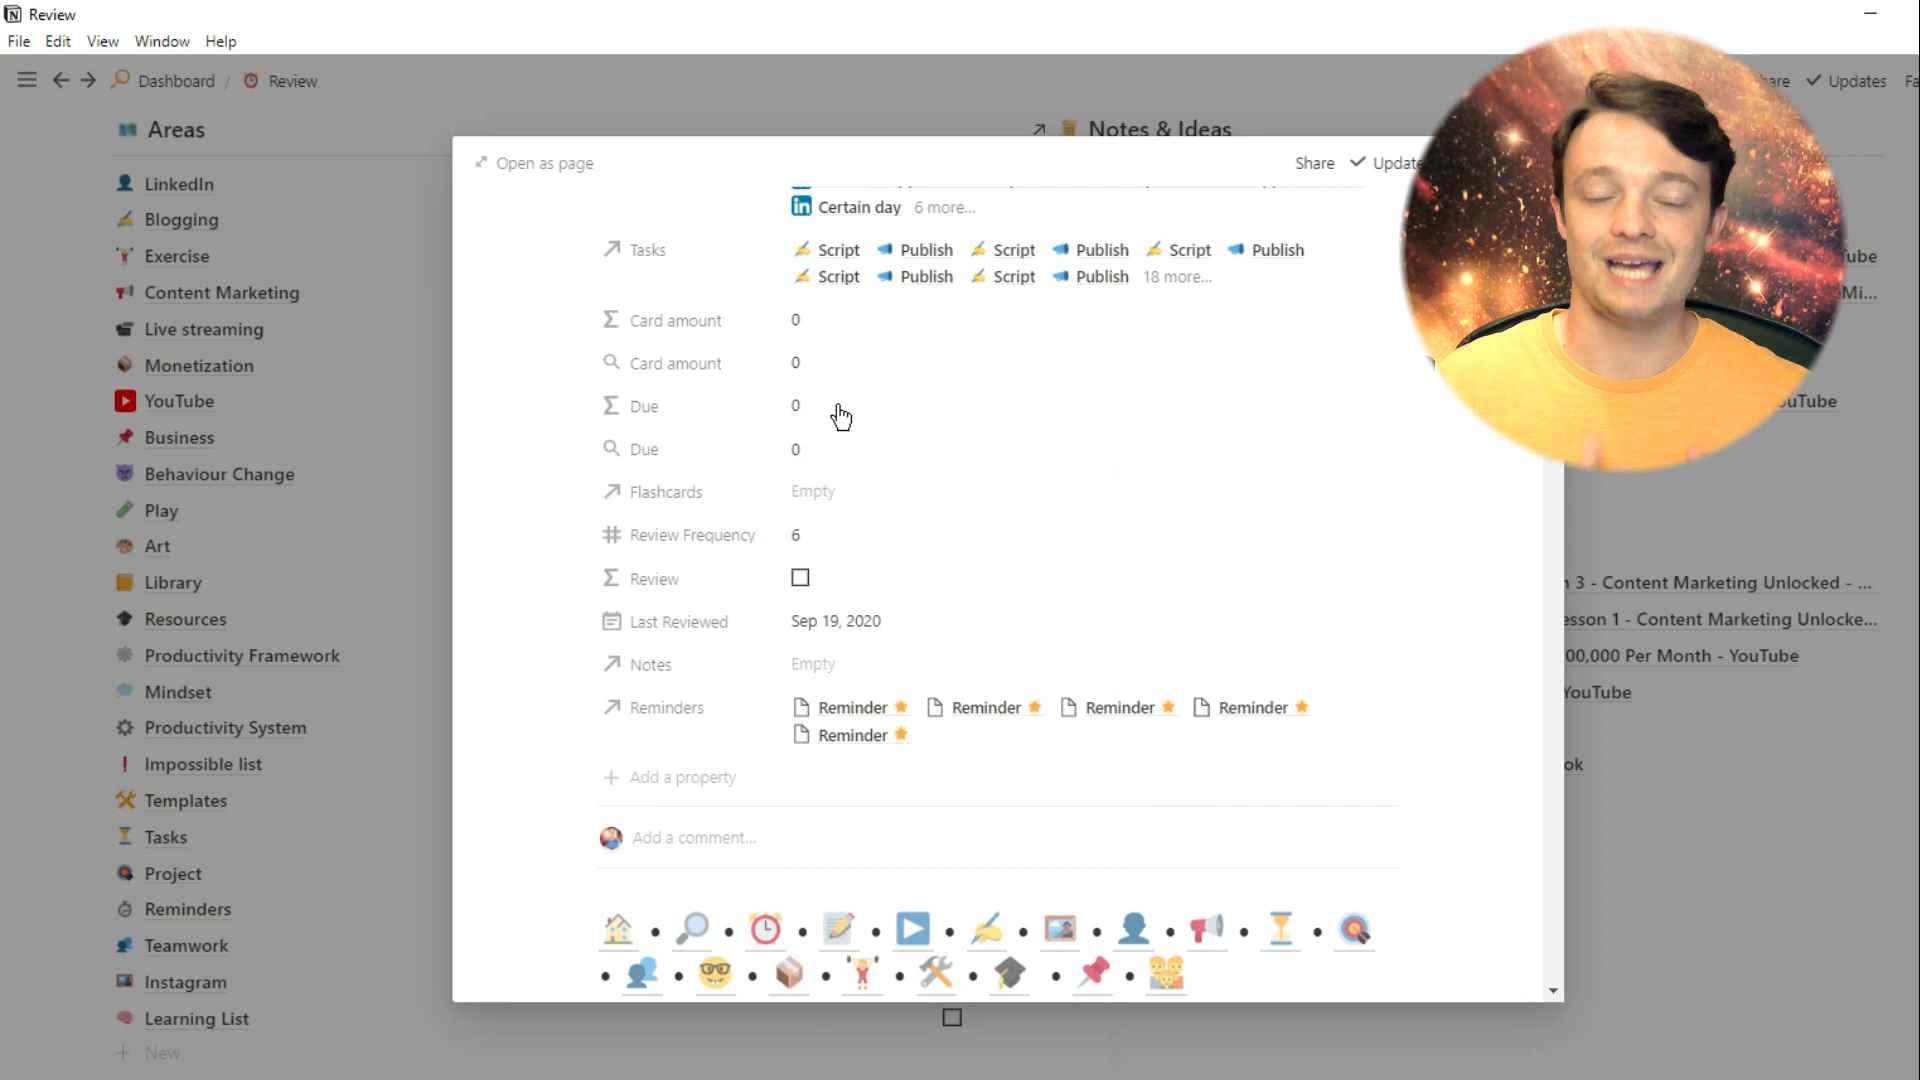 Review
File Edit View Window Help
Dashboard / Review
Updates
Areas
Notes & Ideas
LinkedIn
Blogging
Exercise
Content Marketing
Live streaming
Monetization
YouTube
Business
Behaviour Change
Play
Art
Library
Resources
Productivity Framework
Mindset
Productivity System
Impossible list
Templates
Tasks
Project
Reminders
Teamwork
Instagram
Learning List
New
Open as page
Share
Certain day 6 more...
Tasks Script Publish Script Publish Script Publish
Script Publish Script Publish 18 more...
Card amount 0
Card amount 0
Due 0
Due 0
Flashcards Empty
Review Frequency 6
Review
Last Reviewed Sep 19, 2020
Notes Empty
Reminders Reminder Reminder Reminder Reminder
Reminder
Add a property
Add a comment...
Mi...
3 - Content Marketing Unlocked - ...
1 - Content Marketing Unlocke...
00,000 Per Month - YouTube
YouTube